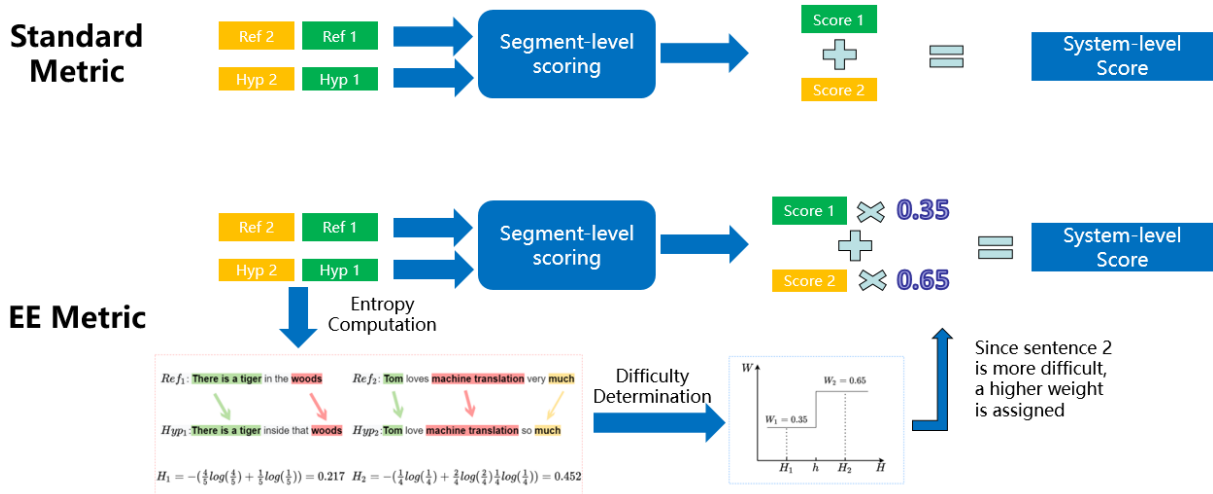 Standard
Metric
Ref 2
Ref 1
Hyp 2
Hyp 1
Segment-level
scoring
Score 1
Score 2
System-level
Score
EE Metric
Ref 2
Ref 1
Hyp 2
Hyp 1
Segment-level
scoring
Score 1
0.35
Score 2
0.65
System-level
Score
Entropy
Computation
Ref₁: There is a tiger in the woods
Hyp₁: There is a tiger inside that woods
H₁ = −(4/5 log(4/5) + 1/5 log(1/5)) = 0.217
Ref₂: Tom loves machine translation very much
Hyp₂: Tom love machine translation so much
H₂ = −(1/4 log(1/4) + 2/4 log(2/4) 1/4 log(1/4)) = 0.452
Difficulty
Determination
W
W₂ = 0.65
W₁ = 0.35
H₁ h H₂ H
Since sentence 2
is more difficult,
a higher weight
is assigned